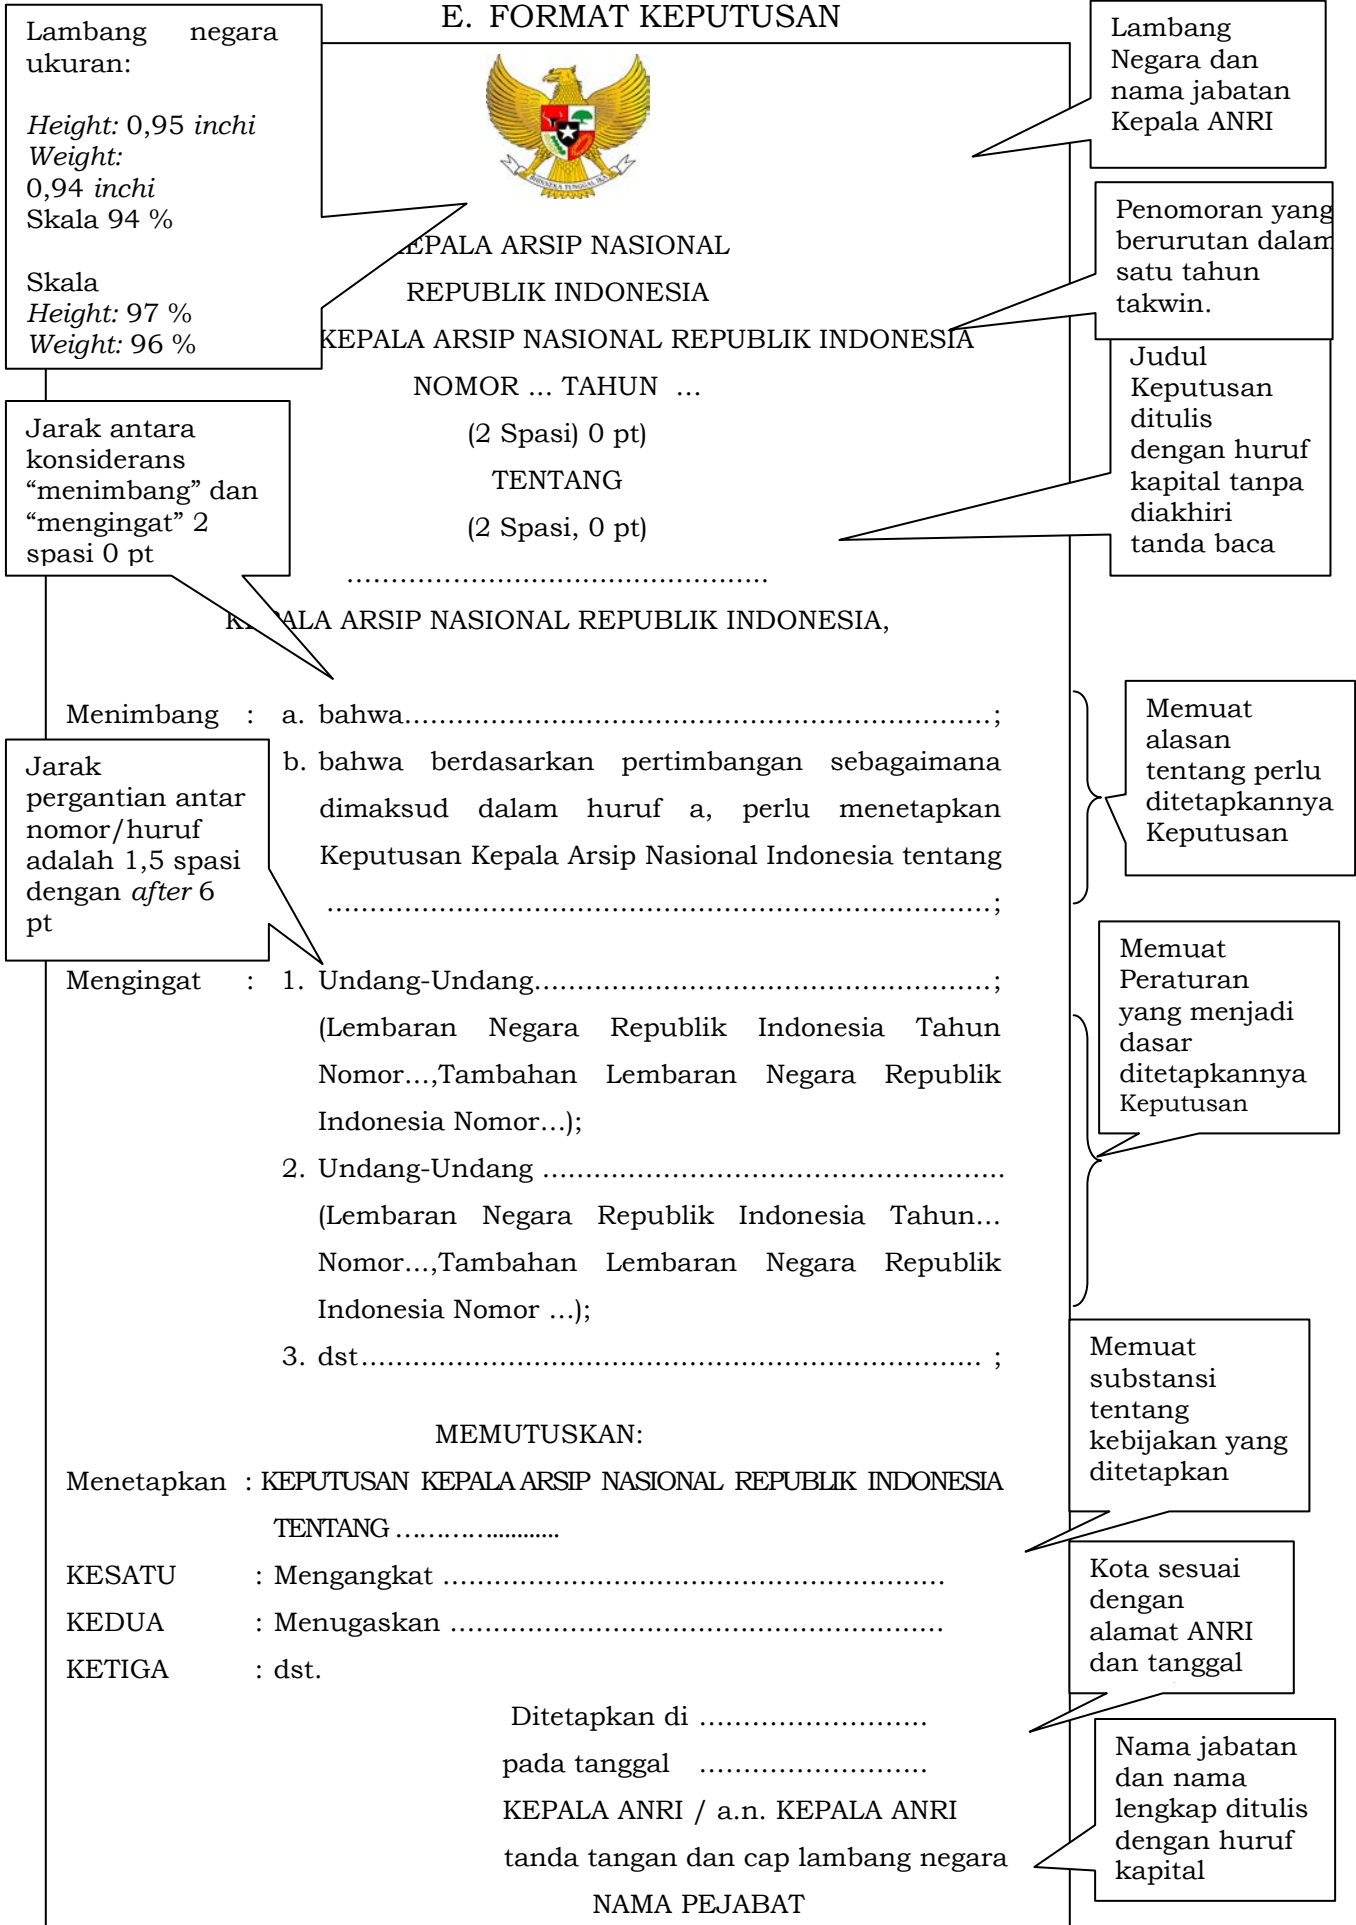 E. FORMAT KEPUTUSAN
Lambang negara
ukuran:
Height: 0,95 inchi
Weight:
0,94 inchi
Skala 94 %
Skala
Height: 97 %
Weight: 96 %
Lambang
Negara dan
nama jabatan
Kepala ANRI
BHINNEKA TUNGGAL IKA
Penomoran yang
berurutan dalam
satu tahun
takwin.
EPALA ARSIP NASIONAL
REPUBLIK INDONESIA
KEPALA ARSIP NASIONAL REPUBLIK INDONESIA
NOMOR ... TAHUN ...
(2 Spasi) 0 pt)
TENTANG
(2 Spasi, 0 pt)
Judul
Keputusan
ditulis
dengan huruf
kapital tanpa
diakhiri
tanda baca
Jarak antara
konsiderans
“menimbang” dan
“mengingat” 2
spasi 0 pt
................................................
KEPALA ARSIP NASIONAL REPUBLIK INDONESIA,
Menimbang : a. bahwa....................................................................;
b. bahwa berdasarkan pertimbangan sebagaimana
dimaksud dalam huruf a, perlu menetapkan
Keputusan Kepala Arsip Nasional Indonesia tentang
.............................................................................;
Memuat
alasan
tentang perlu
ditetapkannya
Keputusan
Jarak
pergantian antar
nomor/huruf
adalah 1,5 spasi
dengan after 6
pt
Mengingat : 1. Undang-Undang.....................................................;
(Lembaran Negara Republik Indonesia Tahun
Nomor...,Tambahan Lembaran Negara Republik
Indonesia Nomor...);
2. Undang-Undang .....................................................
(Lembaran Negara Republik Indonesia Tahun...
Nomor...,Tambahan Lembaran Negara Republik
Indonesia Nomor ...);
3. dst........................................................................ ;
Memuat
Peraturan
yang menjadi
dasar
ditetapkannya
Keputusan
MEMUTUSKAN:
Menetapkan : KEPUTUSAN KEPALA ARSIP NASIONAL REPUBLIK INDONESIA
TENTANG ........................
KESATU : Mengangkat ..........................................................
KEDUA : Menugaskan .........................................................
KETIGA : dst.
Memuat
substansi
tentang
kebijakan yang
ditetapkan
Ditetapkan di ..........................
pada tanggal ..........................
KEPALA ANRI / a.n. KEPALA ANRI
tanda tangan dan cap lambang negara
NAMA PEJABAT
Kota sesuai
dengan
alamat ANRI
dan tanggal
Nama jabatan
dan nama
lengkap ditulis
dengan huruf
kapital